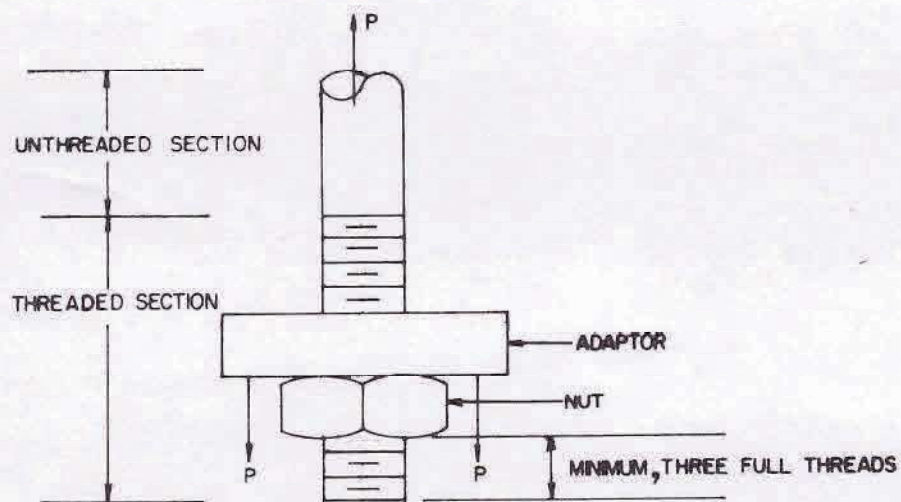 P
UNTHREADED SECTION
THREADED SECTION
ADAPTOR
NUT
P
P
MINIMUM, THREE FULL THREADS